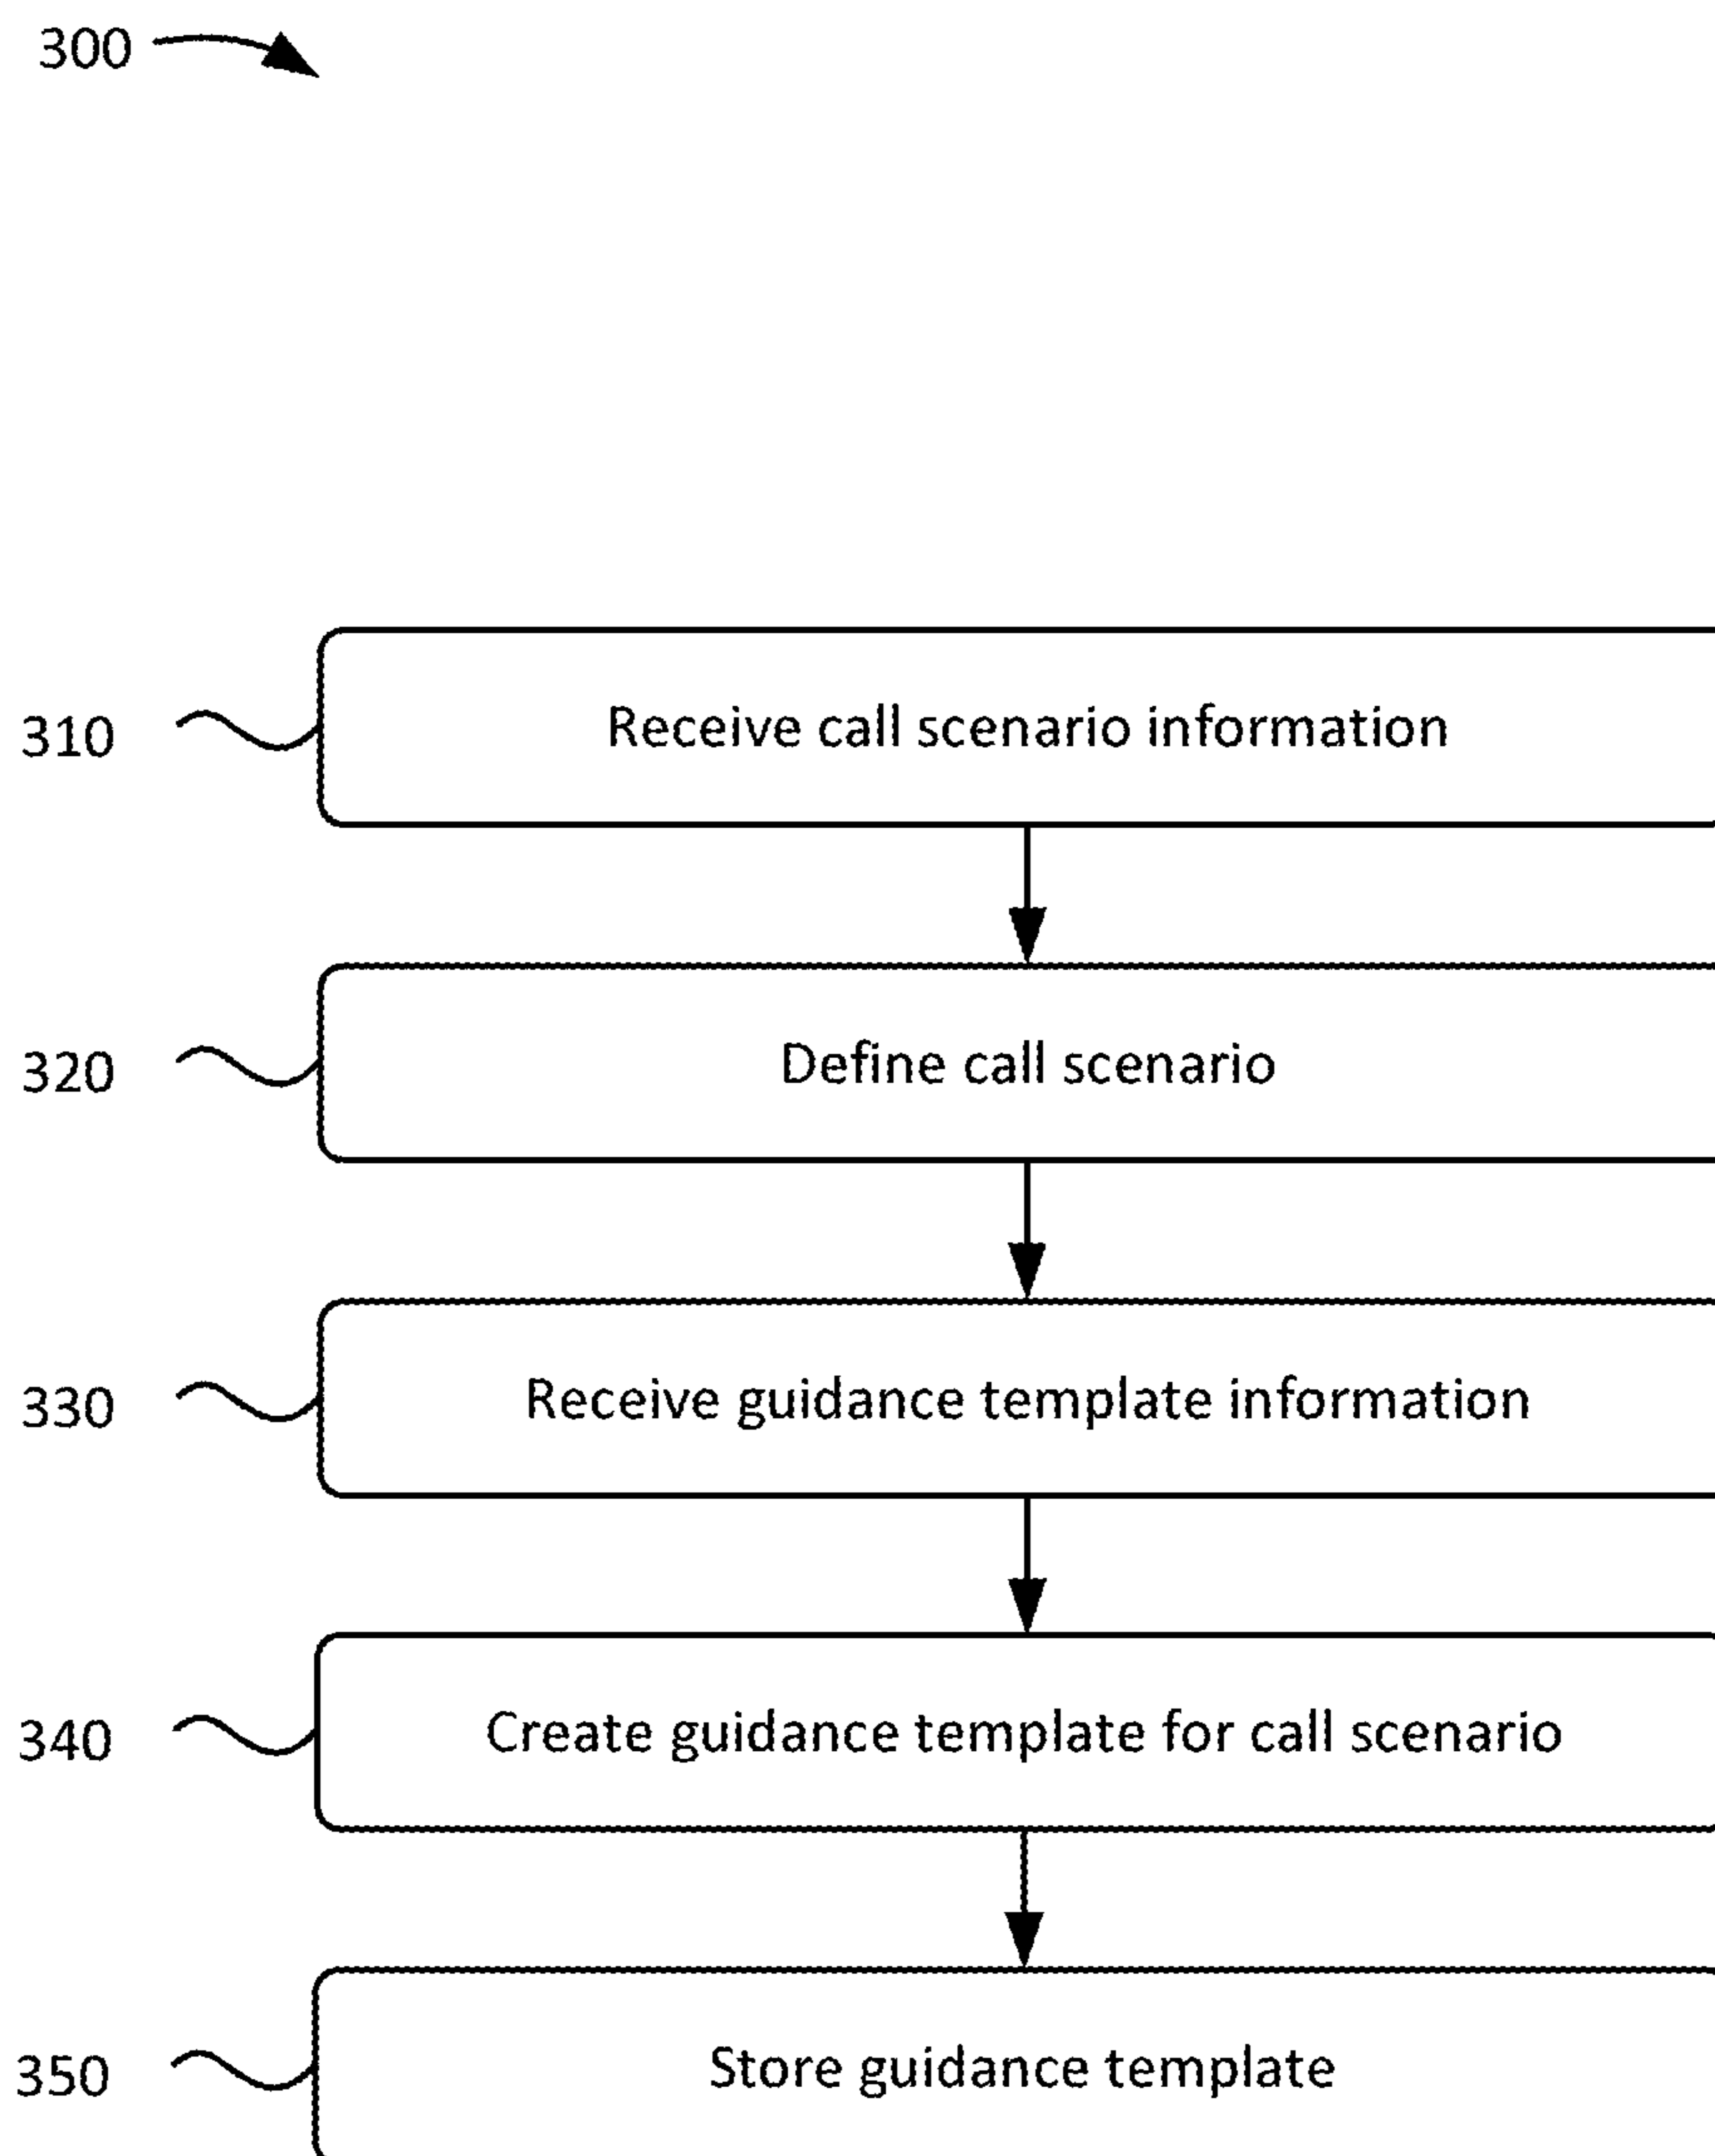 300
310 Receive call scenario information
320 Define call scenario
330 Receive guidance template information
340 Create guidance template for call scenario
350 Store guidance template